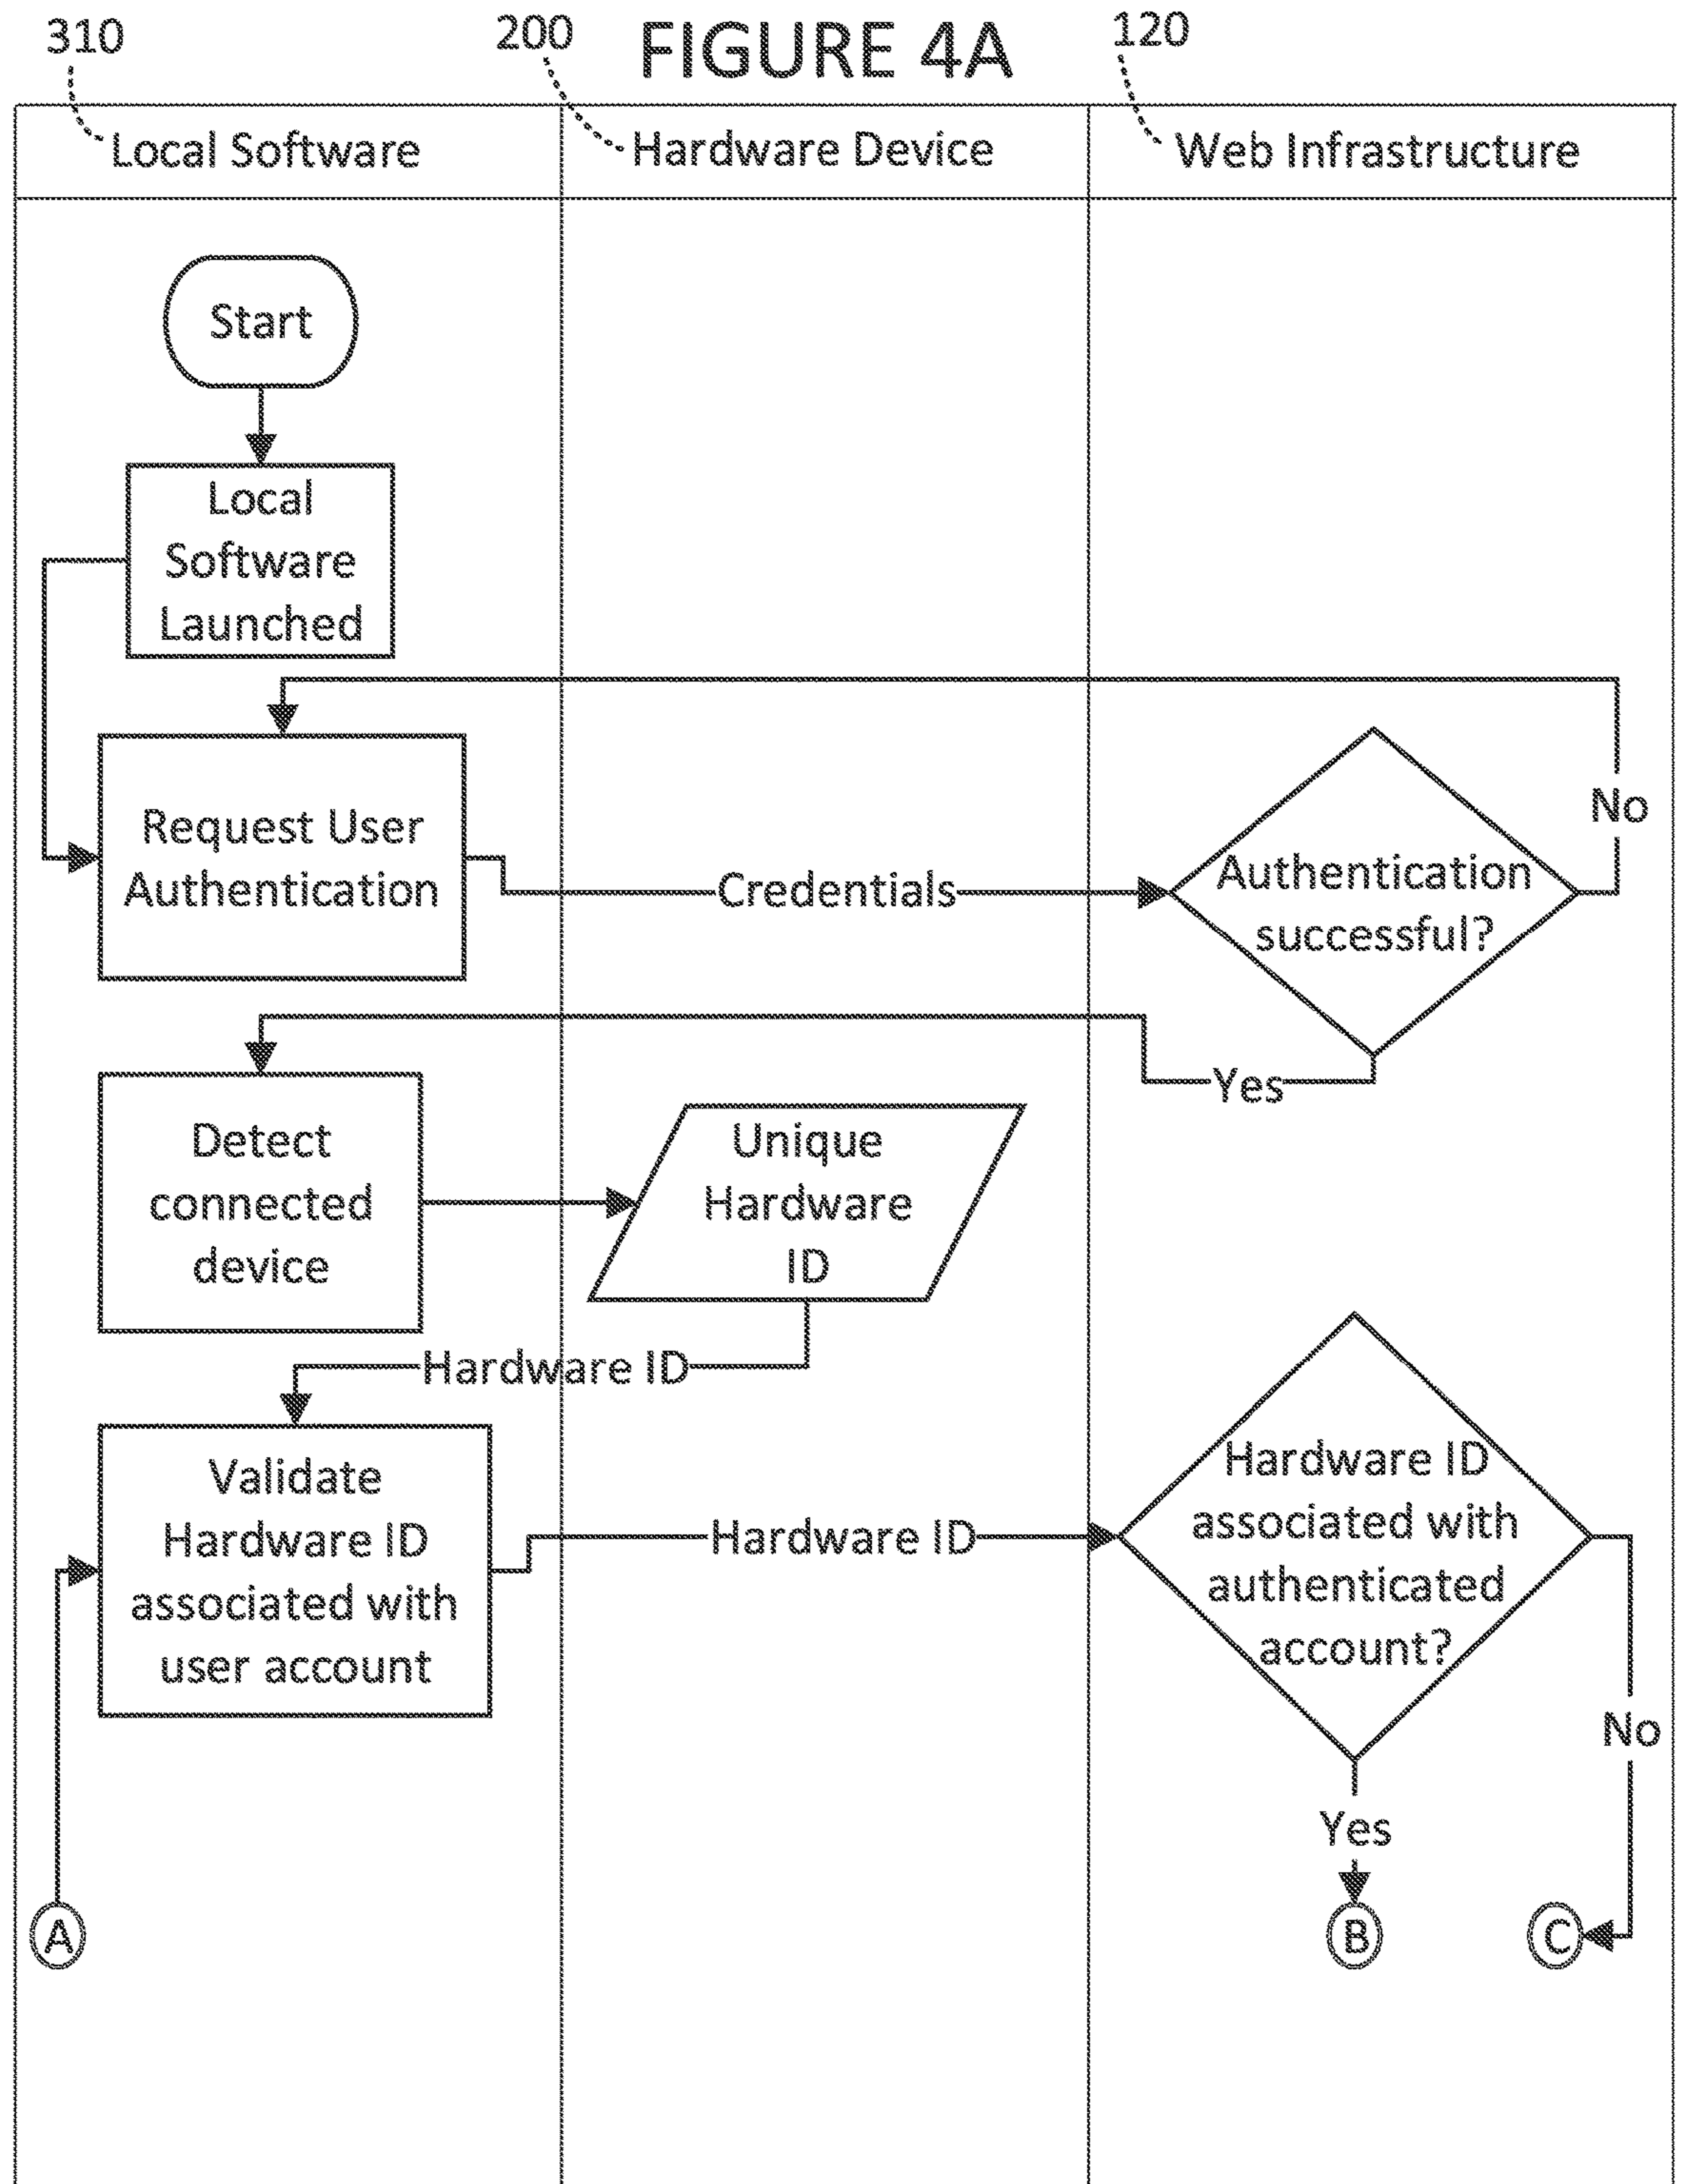 310
200
FIGURE 4A
120
Local Software
Hardware Device
Web Infrastructure
Start
Local
Software
Launched
No
Request User
Authentication
Credentials
Authentication
successful?
Yes
Detect
connected
device
Unique
Hardware
ID
Hardware ID
Validate
Hardware ID
associated with
user account
Hardware ID
Hardware ID
associated with
authenticated
account?
No
Yes
A
B
C